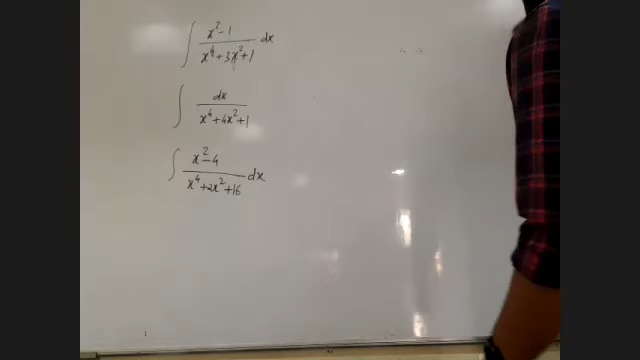 ∫ (x²-1)/(x⁴+3x²+1) dx
∫ dx/(x⁴+4x²+1)
∫ (x²-4)/(x⁴+2x²+16) dx